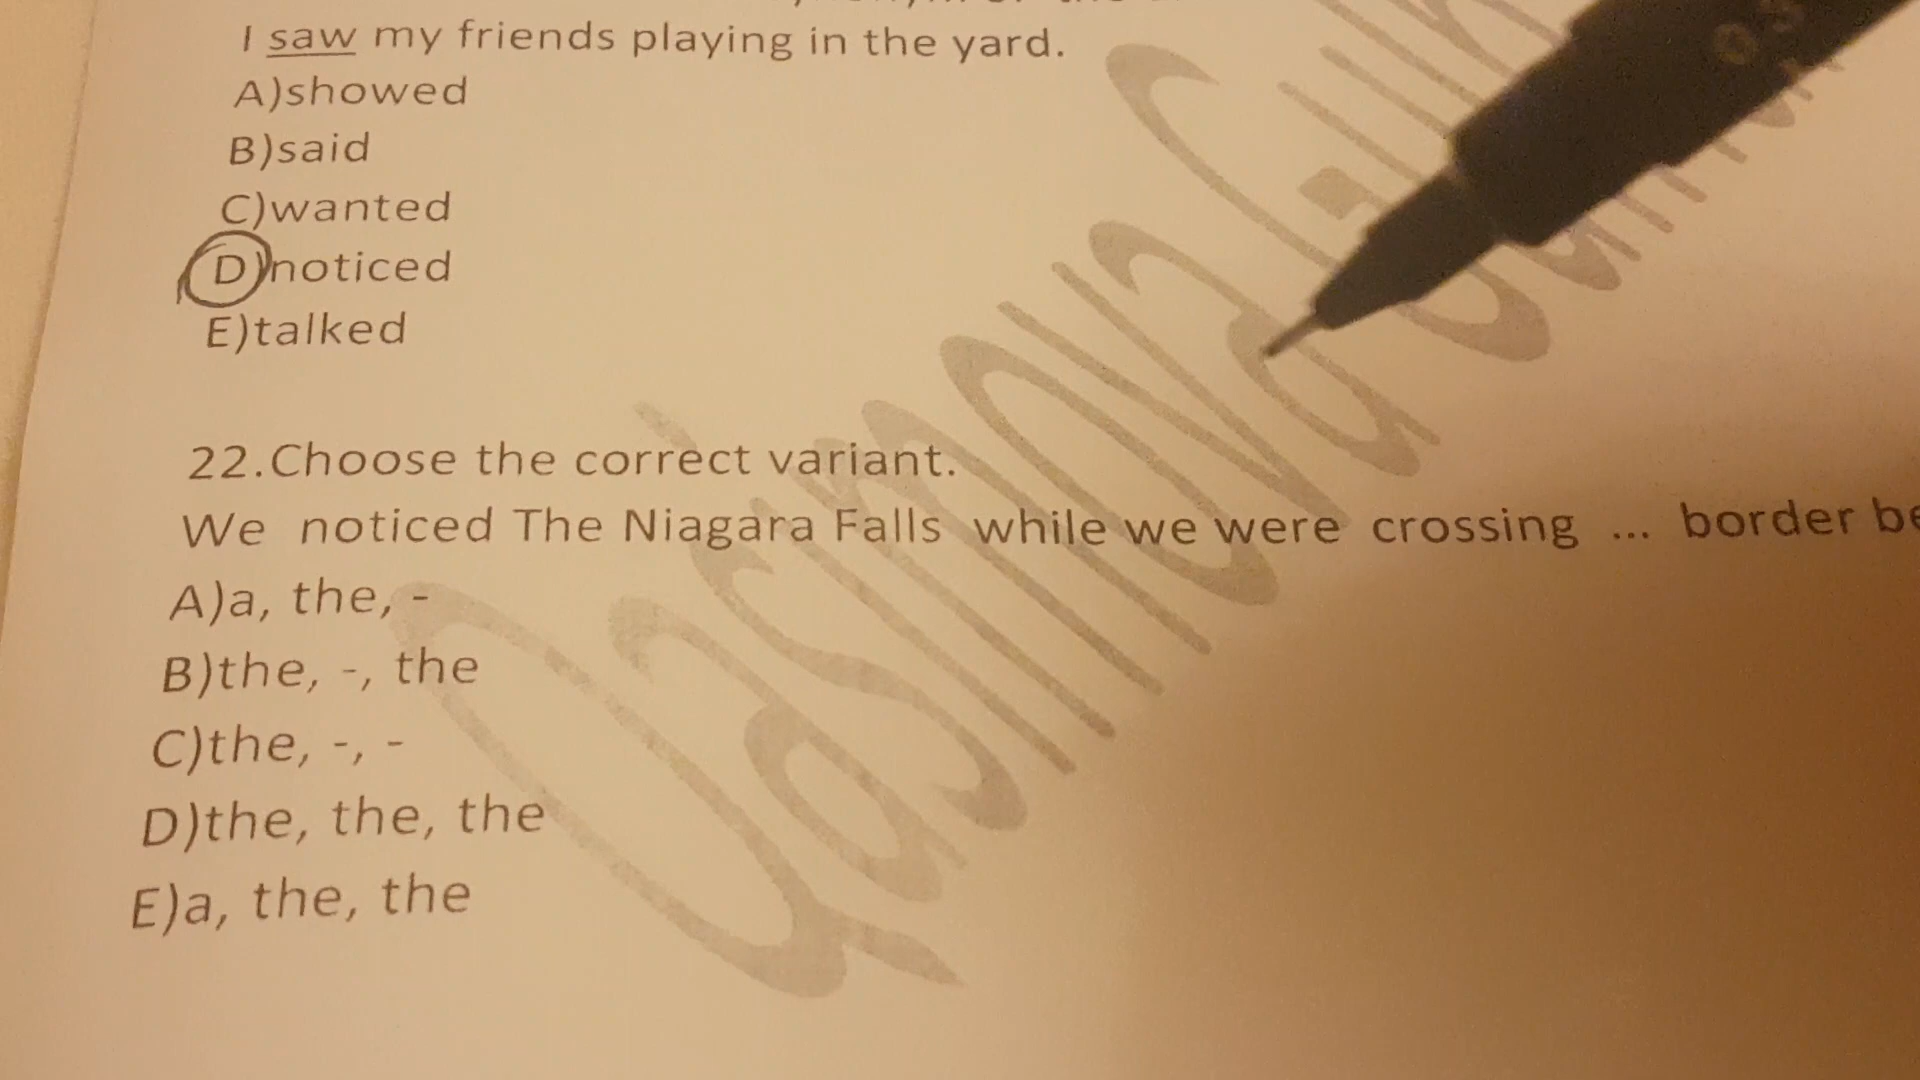 I saw my friends playing in the yard.
A)showed
B)said
C)wanted
D)noticed
E)talked
22.Choose the correct variant.
We noticed The Niagara Falls while we were crossing ... border
A)a, the, -
B)the, -, the
C)the, -, -
D)the, the, the
E)a, the, the
Qasımova